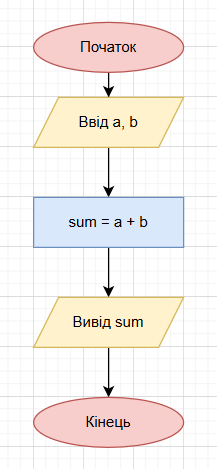 Початок
Ввід a, b
sum = a + b
Вивід sum
Кінець